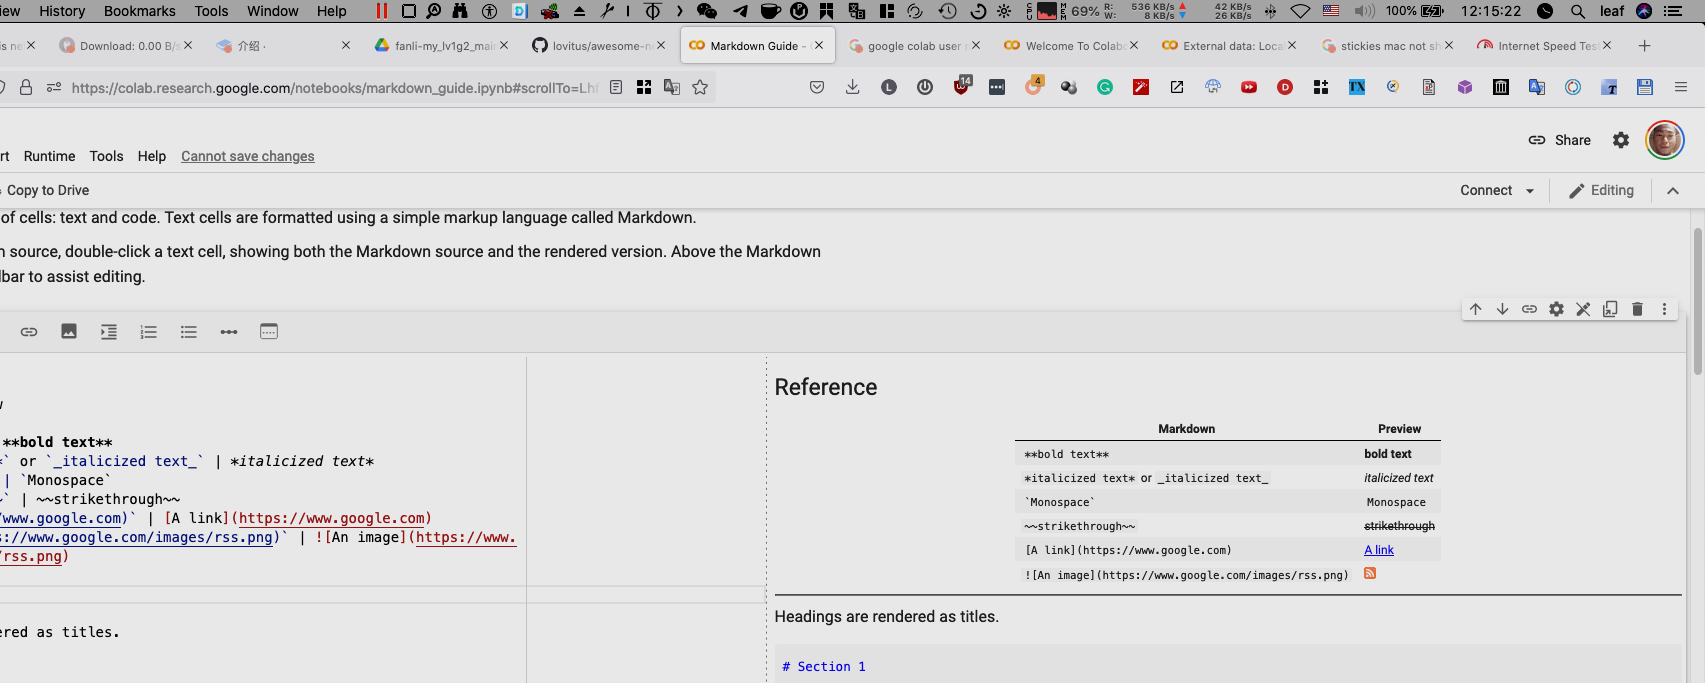 iew History Bookmarks Tools Window Help 69% R: 536 KB/s W: 8 KB/s 42 KB/s 26 KB/s 100% 12:15:22 leaf
is ne Download: 0.00 B/s 介绍 · fanli-my_lv1g2_mai lovitus/awesome-n Markdown Guide - google colab user Welcome To Colab External data: Loca stickies mac not sh Internet Speed Tes
https://colab.research.google.com/notebooks/markdown_guide.ipynb#scrollTo=Lhf 14 4
Share
rt Runtime Tools Help Cannot save changes
Copy to Drive Connect Editing
of cells: text and code. Text cells are formatted using a simple markup language called Markdown.
n source, double-click a text cell, showing both the Markdown source and the rendered version. Above the Markdown
lbar to assist editing.
Reference
Markdown Preview
**bold text** bold text
*italicized text* or _italicized text_ italicized text
`Monospace` Monospace
~~strikethrough~~ strikethrough
[A link](https://www.google.com) A link
![An image](https://www.google.com/images/rss.png)
Headings are rendered as titles.
# Section 1
**bold text**
*` or `_italicized text_` | *italicized text*
| `Monospace`
~` | ~~strikethrough~~
/www.google.com)` | [A link](https://www.google.com)
s://www.google.com/images/rss.png)` | ![An image](https://www.
/rss.png)
ered as titles.